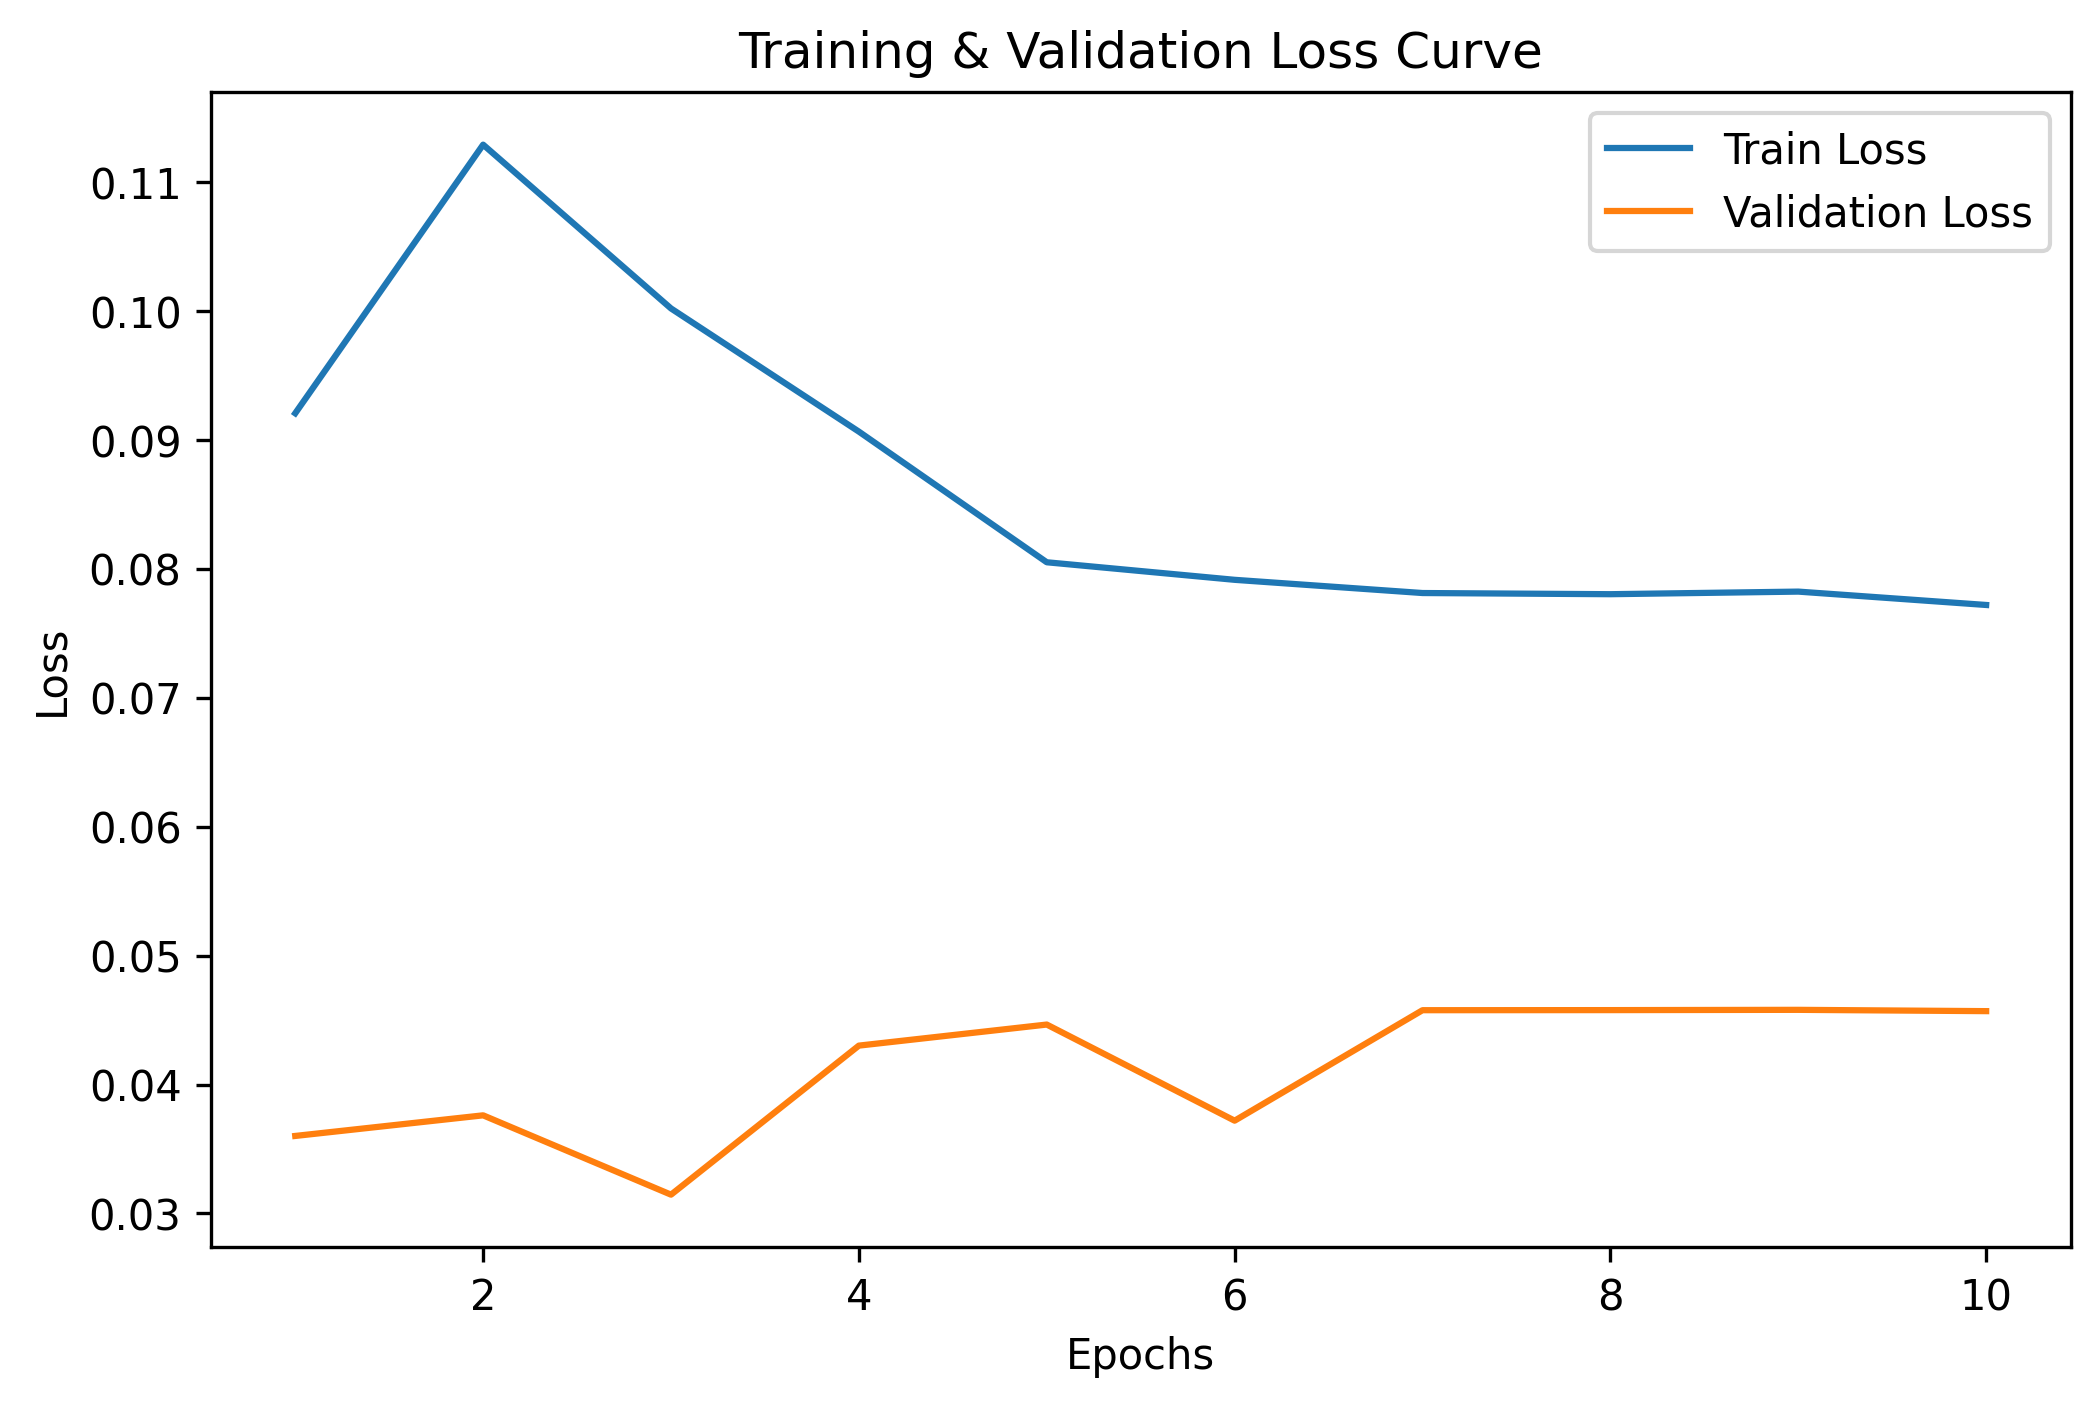 Training & Validation Loss Curve
Train Loss
Validation Loss
0.11
0.10
0.09
0.08
0.07
0.06
0.05
0.04
0.03
Loss
2 4 6 8 10
Epochs